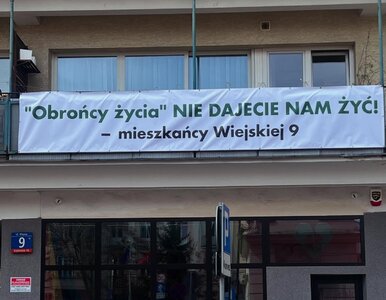 "Obrońcy życia" NIE DAJECIE NAM ŻYĆ!
– mieszkańcy Wiejskiej 9
9